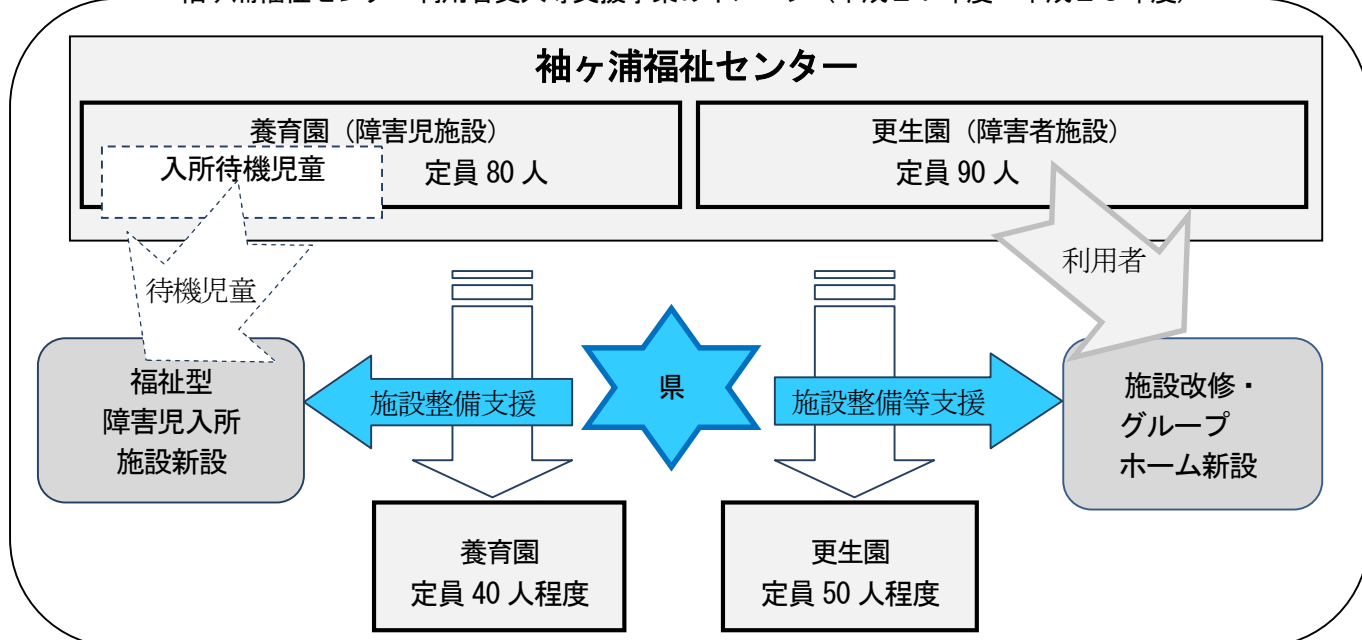 袖ヶ浦福祉センター
養育園（障害児施設）
入所待機児童
定員 80 人
更生園（障害者施設）
定員 90 人
待機児童
利用者
福祉型
障害児入所
施設新設
施設整備支援
県
施設整備等支援
施設改修・
グループ
ホーム新設
養育園
定員 40 人程度
更生園
定員 50 人程度